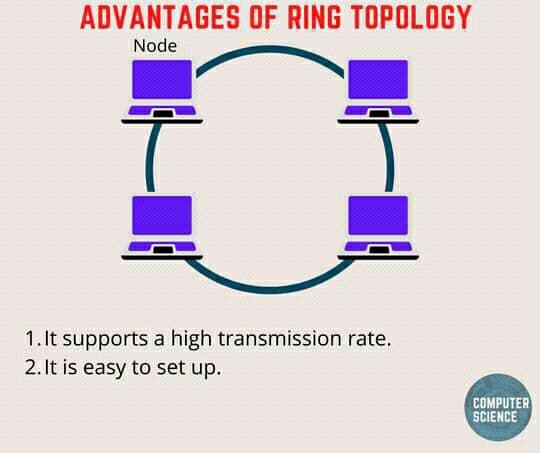 ADVANTAGES OF RING TOPOLOGY
Node
1. It supports a high transmission rate.
2. It is easy to set up.
COMPUTER
SCIENCE